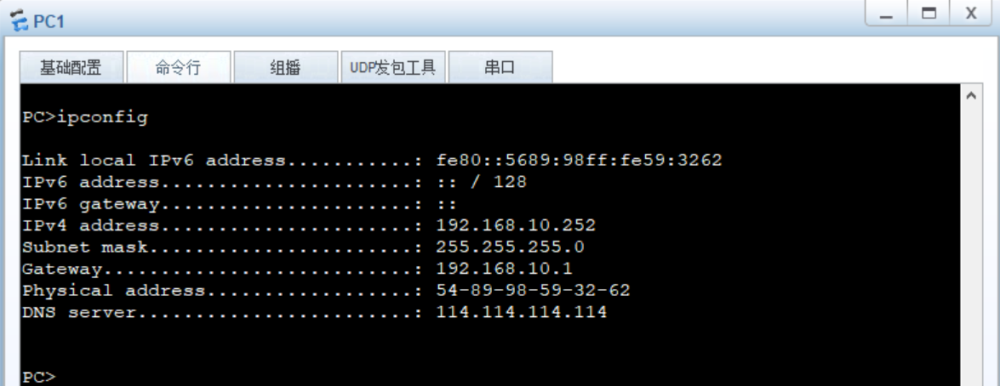 PC1
基础配置 命令行 组播 UDP发包工具 串口
PC>ipconfig
Link local IPv6 address...........: fe80::5689:98ff:fe59:3262
IPv6 address......................: :: / 128
IPv6 gateway......................: ::
IPv4 address......................: 192.168.10.252
Subnet mask.......................: 255.255.255.0
Gateway...........................: 192.168.10.1
Physical address..................: 54-89-98-59-32-62
DNS server........................: 114.114.114.114
PC>